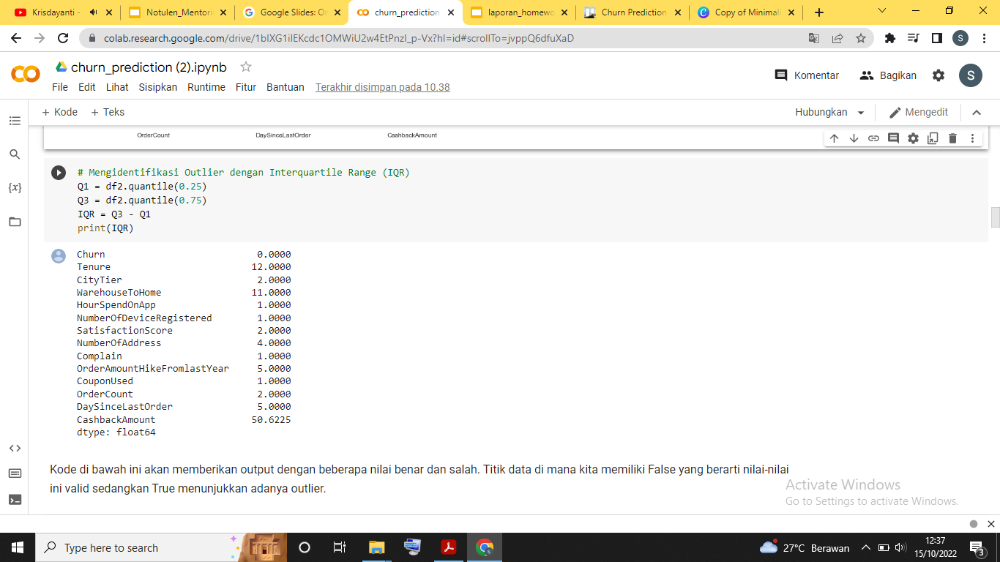 Krisdayanti -
Notulen_Mentori
Google Slides: O
churn_prediction
laporan_homewo
Churn Prediction
Copy of Minimali
colab.research.google.com/drive/1bIXG1iIEKcdc1OMWiU2w4EtPnzI_p-Vx?hl=id#scrollTo=jvppQ6dfuXaD
S
churn_prediction (2).ipynb
Komentar
Bagikan
S
File Edit Lihat Sisipkan Runtime Fitur Bantuan Terakhir disimpan pada 10.38
+ Kode + Teks
Hubungkan
Mengedit
OrderCount DaySinceLastOrder CashbackAmount
{x}
# Mengidentifikasi Outlier dengan Interquartile Range (IQR)
Q1 = df2.quantile(0.25)
Q3 = df2.quantile(0.75)
IQR = Q3 - Q1
print(IQR)
Churn 0.0000
Tenure 12.0000
CityTier 2.0000
WarehouseToHome 11.0000
HourSpendOnApp 1.0000
NumberOfDeviceRegistered 1.0000
SatisfactionScore 2.0000
NumberOfAddress 4.0000
Complain 1.0000
OrderAmountHikeFromlastYear 5.0000
CouponUsed 1.0000
OrderCount 2.0000
DaySinceLastOrder 5.0000
CashbackAmount 50.6225
dtype: float64
Kode di bawah ini akan memberikan output dengan beberapa nilai benar dan salah. Titik data di mana kita memiliki False yang berarti nilai-nilai
ini valid sedangkan True menunjukkan adanya outlier.
Activate Windows
Go to Settings to activate Windows.
Type here to search
27°C Berawan
12:37
15/10/2022
3